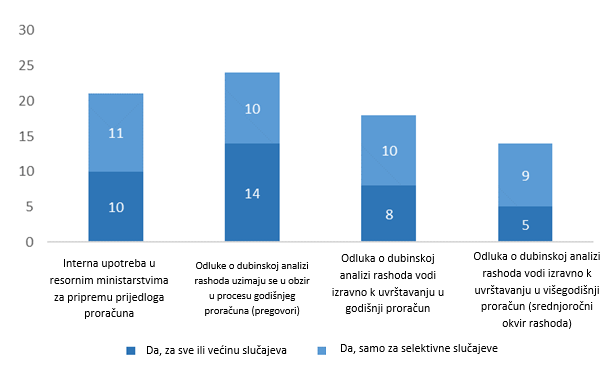 30
25
20
15
10
5
0
11
10
10
14
10
8
9
5
Interna upotreba u
resornim ministarstvima
za pripremu prijedloga
proračuna
Odluke o dubinskoj analizi
rashoda uzimaju se u obzir
u procesu godišnjeg
proračuna (pregovori)
Odluka o dubinskoj
analizi rashoda vodi
izravno k uvrštavanju u
godišnji proračun
Odluka o dubinskoj analizi
rashoda vodi izravno k
uvrštavanju u višegodišnji
proračun (srednjoročni
okvir rashoda)
Da, za sve ili većinu slučajeva
Da, samo za selektivne slučajeve